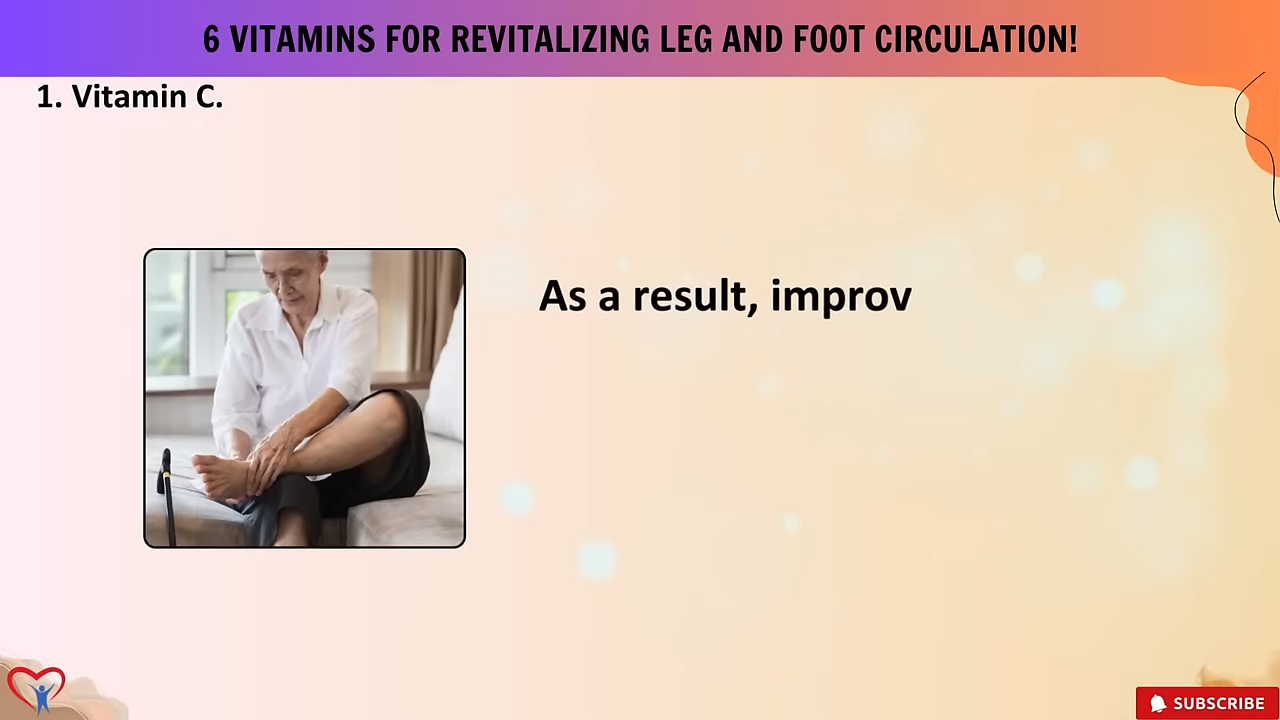 6 VITAMINS FOR REVITALIZING LEG AND FOOT CIRCULATION!
1. Vitamin C.
As a result, improv
SUBSCRIBE